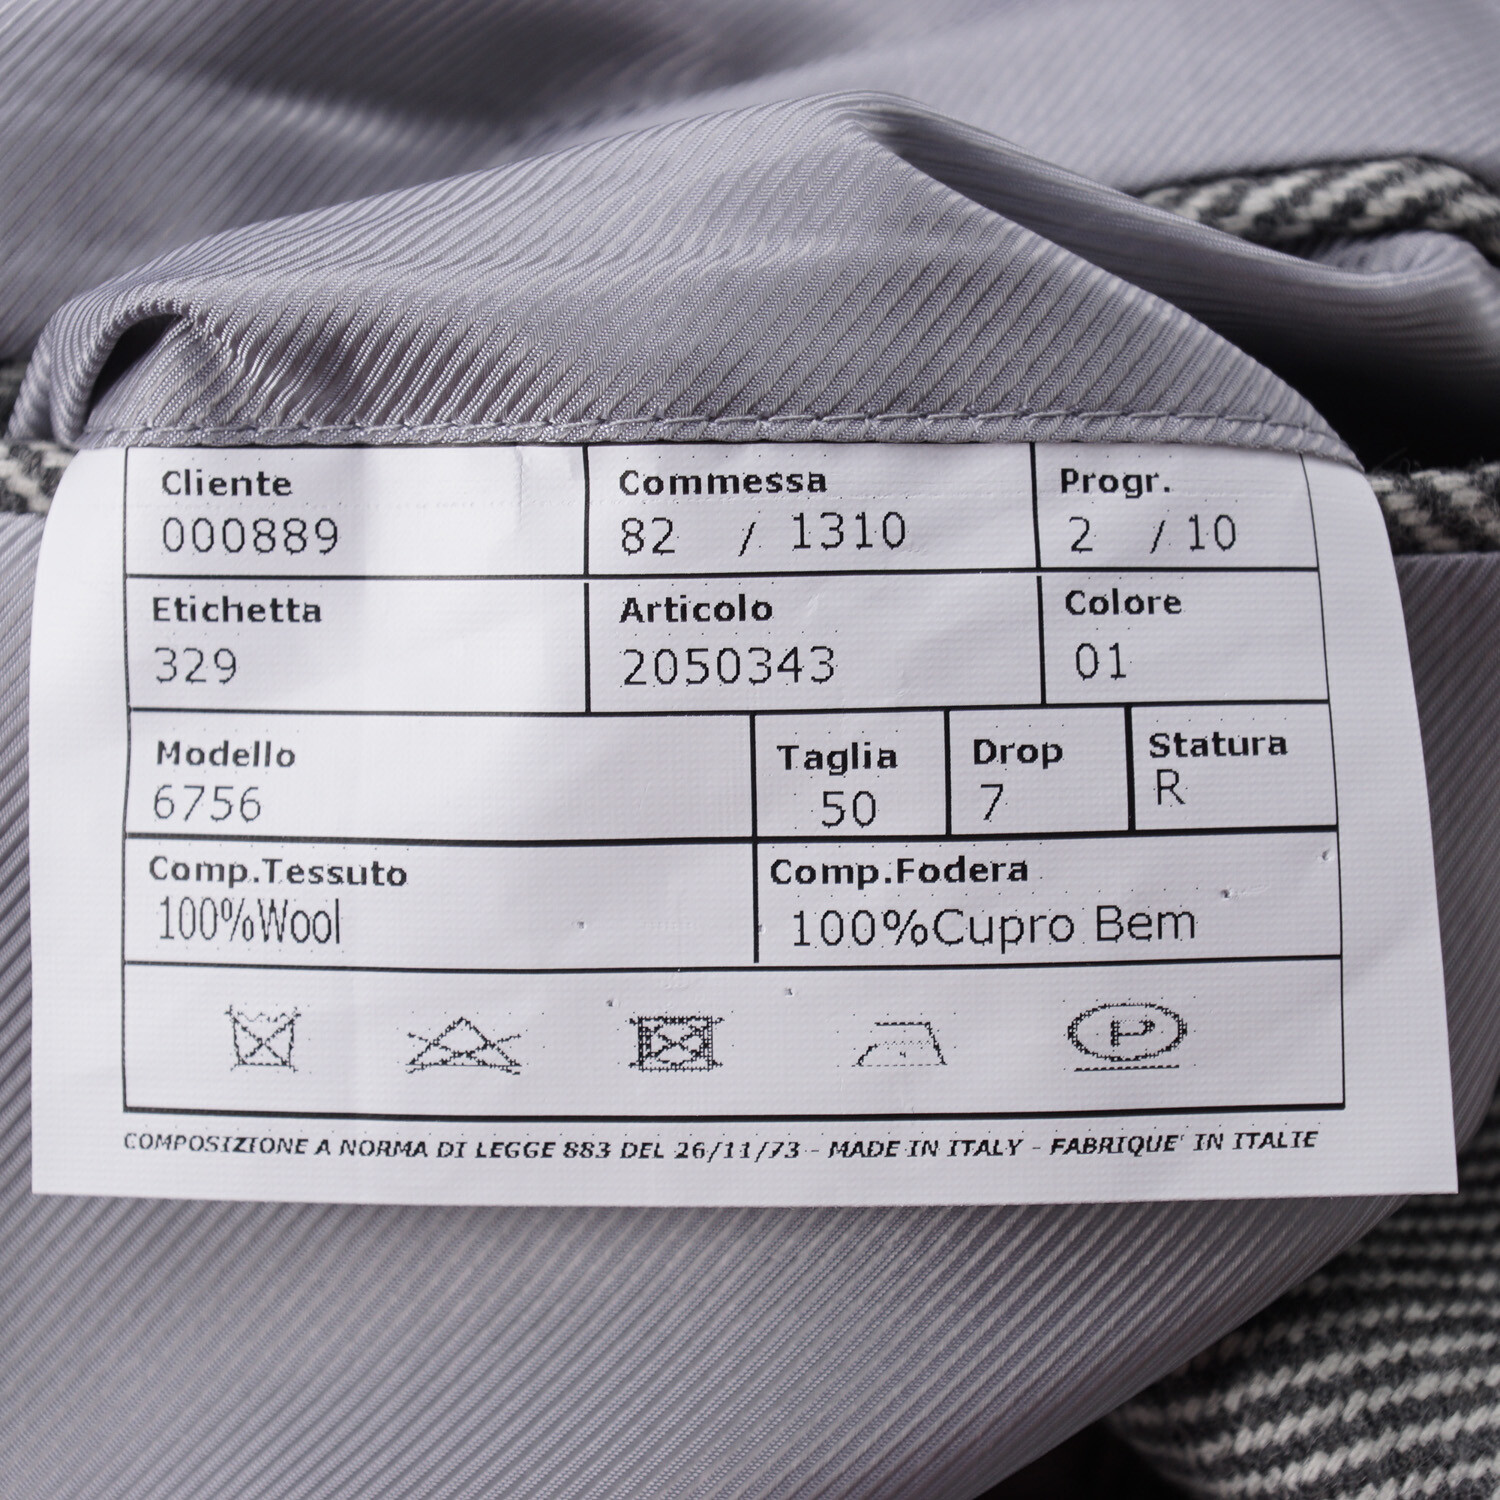 Cliente Commessa Progr.
000889 82 / 1310 2 / 10
Etichetta Articolo Colore
329 2050343 01
Modello Taglia Drop Statura
6756 50 7 R
Comp.Tessuto Comp.Fodera
100%Wool 100%Cupro Bem
P
COMPOSIZIONE A NORMA DI LEGGE 883 DEL 26/11/73 - MADE IN ITALY - FABRIQUE' IN ITALIE